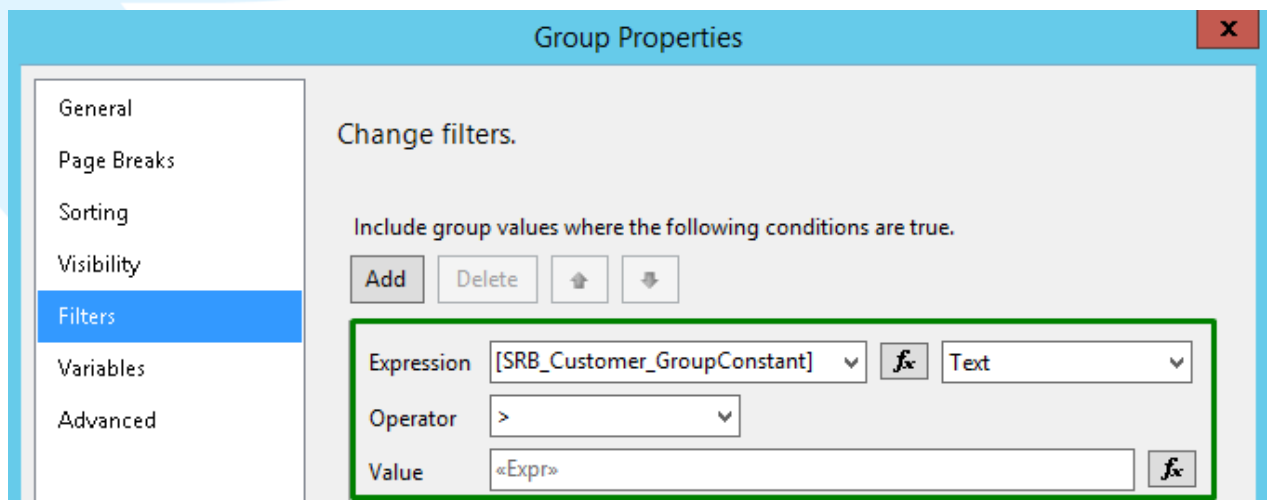 Group Properties
x
General
Page Breaks
Sorting
Visibility
Filters
Variables
Advanced
Change filters.
Include group values where the following conditions are true.
Add Delete
Expression [SRB_Customer_GroupConstant] fx Text
Operator >
Value «Expr» fx